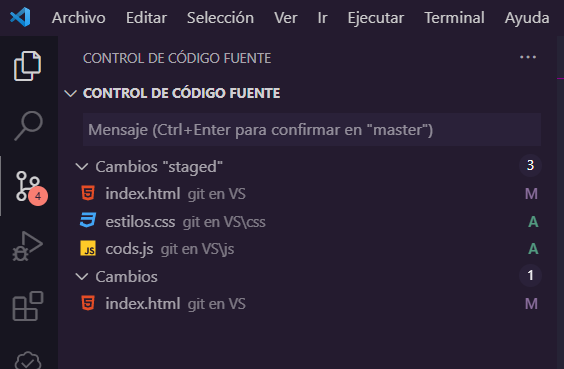 Archivo Editar Selección Ver Ir Ejecutar Terminal Ayuda
CONTROL DE CÓDIGO FUENTE ...
CONTROL DE CÓDIGO FUENTE
Mensaje (Ctrl+Enter para confirmar en "master")
Cambios "staged" 3
index.html git en VS M
4
estilos.css git en VS\css A
JS cods.js git en VS\js A
Cambios 1
index.html git en VS M